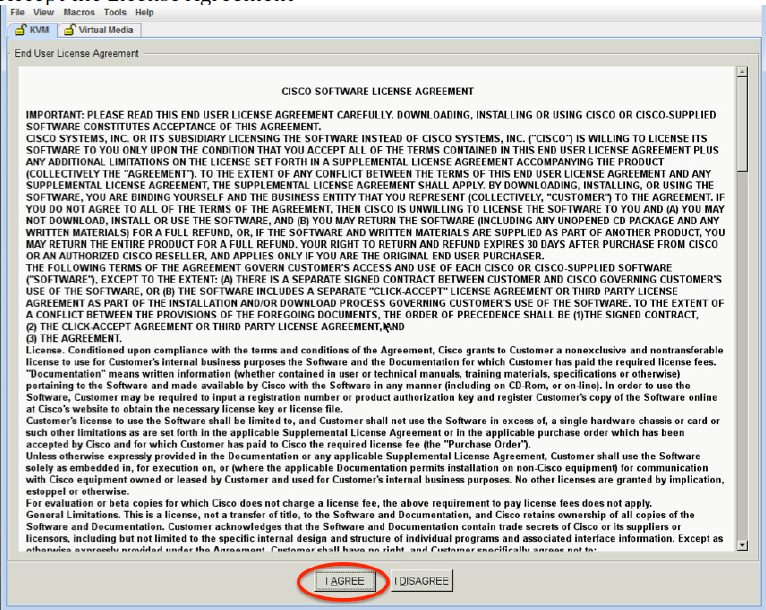 Accept the License Agreement
File View Macros Tools Help
KVM Virtual Media
End User License Agreement
CISCO SOFTWARE LICENSE AGREEMENT
IMPORTANT: PLEASE READ THIS END USER LICENSE AGREEMENT CAREFULLY. DOWNLOADING, INSTALLING OR USING CISCO OR CISCO-SUPPLIED
SOFTWARE CONSTITUTES ACCEPTANCE OF THIS AGREEMENT.
CISCO SYSTEMS, INC. OR ITS SUBSIDIARY LICENSING THE SOFTWARE INSTEAD OF CISCO SYSTEMS, INC. ("CISCO") IS WILLING TO LICENSE ITS
SOFTWARE TO YOU ONLY UPON THE CONDITION THAT YOU ACCEPT ALL OF THE TERMS CONTAINED IN THIS END USER LICENSE AGREEMENT PLUS
ANY ADDITIONAL LIMITATIONS ON THE LICENSE SET FORTH IN A SUPPLEMENTAL LICENSE AGREEMENT ACCOMPANYING THE PRODUCT
(COLLECTIVELY THE "AGREEMENT"). TO THE EXTENT OF ANY CONFLICT BETWEEN THE TERMS OF THIS END USER LICENSE AGREEMENT AND ANY
SUPPLEMENTAL LICENSE AGREEMENT, THE SUPPLEMENTAL LICENSE AGREEMENT SHALL APPLY. BY DOWNLOADING, INSTALLING, OR USING THE
SOFTWARE, YOU ARE BINDING YOURSELF AND THE BUSINESS ENTITY THAT YOU REPRESENT (COLLECTIVELY, "CUSTOMER") TO THE AGREEMENT. IF
YOU DO NOT AGREE TO ALL OF THE TERMS OF THE AGREEMENT, THEN CISCO IS UNWILLING TO LICENSE THE SOFTWARE TO YOU AND (A) YOU MAY
NOT DOWNLOAD, INSTALL OR USE THE SOFTWARE, AND (B) YOU MAY RETURN THE SOFTWARE (INCLUDING ANY UNOPENED CD PACKAGE AND ANY
WRITTEN MATERIALS) FOR A FULL REFUND, OR, IF THE SOFTWARE AND WRITTEN MATERIALS ARE SUPPLIED AS PART OF ANOTHER PRODUCT, YOU
MAY RETURN THE ENTIRE PRODUCT FOR A FULL REFUND. YOUR RIGHT TO RETURN AND REFUND EXPIRES 30 DAYS AFTER PURCHASE FROM CISCO
OR AN AUTHORIZED CISCO RESELLER, AND APPLIES ONLY IF YOU ARE THE ORIGINAL END USER PURCHASER.
THE FOLLOWING TERMS OF THE AGREEMENT GOVERN CUSTOMER'S ACCESS AND USE OF EACH CISCO OR CISCO-SUPPLIED SOFTWARE
("SOFTWARE"), EXCEPT TO THE EXTENT: (A) THERE IS A SEPARATE SIGNED CONTRACT BETWEEN CUSTOMER AND CISCO GOVERNING CUSTOMER'S
USE OF THE SOFTWARE, OR (B) THE SOFTWARE INCLUDES A SEPARATE "CLICK-ACCEPT" LICENSE AGREEMENT OR THIRD PARTY LICENSE
AGREEMENT AS PART OF THE INSTALLATION AND/OR DOWNLOAD PROCESS GOVERNING CUSTOMER'S USE OF THE SOFTWARE. TO THE EXTENT OF
A CONFLICT BETWEEN THE PROVISIONS OF THE FOREGOING DOCUMENTS, THE ORDER OF PRECEDENCE SHALL BE (1)THE SIGNED CONTRACT,
(2) THE CLICK-ACCEPT AGREEMENT OR THIRD PARTY LICENSE AGREEMENT,AND
(3) THE AGREEMENT.
License. Conditioned upon compliance with the terms and conditions of the Agreement, Cisco grants to Customer a nonexclusive and nontransferable
license to use for Customer's internal business purposes the Software and the Documentation for which Customer has paid the required license fees.
"Documentation" means written information (whether contained in user or technical manuals, training materials, specifications or otherwise)
pertaining to the Software and made available by Cisco with the Software in any manner (including on CD-Rom, or on-line). In order to use the
Software, Customer may be required to input a registration number or product authorization key and register Customer's copy of the Software online
at Cisco's website to obtain the necessary license key or license file.
Customer's license to use the Software shall be limited to, and Customer shall not use the Software in excess of, a single hardware chassis or card or
such other limitations as are set forth in the applicable Supplemental License Agreement or in the applicable purchase order which has been
accepted by Cisco and for which Customer has paid to Cisco the required license fee (the "Purchase Order").
Unless otherwise expressly provided in the Documentation or any applicable Supplemental License Agreement, Customer shall use the Software
solely as embedded in, for execution on, or (where the applicable Documentation permits installation on non-Cisco equipment) for communication
with Cisco equipment owned or leased by Customer and used for Customer's internal business purposes. No other licenses are granted by implication,
estoppel or otherwise.
For evaluation or beta copies for which Cisco does not charge a license fee, the above requirement to pay license fees does not apply.
General Limitations. This is a license, not a transfer of title, to the Software and Documentation, and Cisco retains ownership of all copies of the
Software and Documentation. Customer acknowledges that the Software and Documentation contain trade secrets of Cisco or its suppliers or
licensors, including but not limited to the specific internal design and structure of individual programs and associated interface information. Except as
otherwise expressly provided under the Agreement, Customer shall have no right, and Customer specifically agrees not to:
I AGREE I DISAGREE